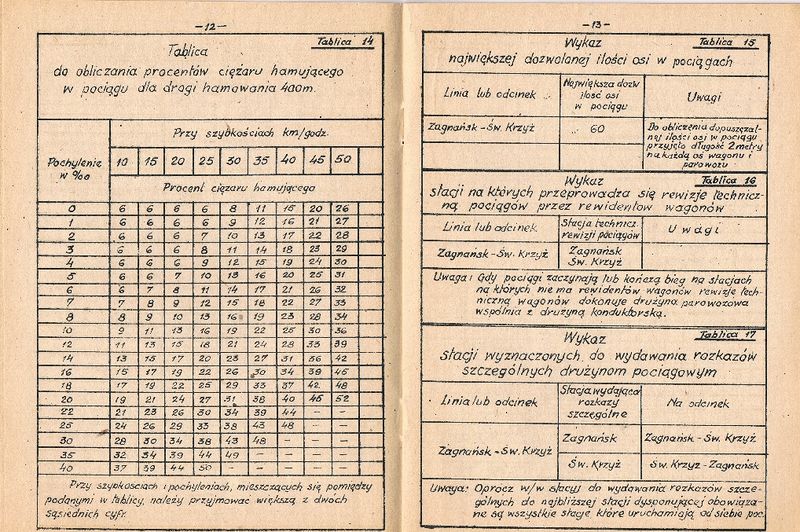 — 12 —
Tablica 14
Tablica
do obliczania procentów ciężaru hamującego
w pociągu dla drogi hamowania 400m.
Pochylenie
w ‰
Przy szybkościach km/godz.
10 15 20 25 30 35 40 45 50
Procent ciężaru hamującego
0 6 6 6 6 8 11 15 20 26
1 6 6 6 6 9 12 16 21 27
2 6 6 6 7 10 13 17 22 28
3 6 6 6 8 11 14 18 23 29
4 6 6 6 9 12 15 19 24 30
5 6 6 7 10 13 16 20 25 31
6 6 7 8 11 14 17 21 26 32
7 7 8 9 12 15 18 22 27 33
8 8 9 10 13 16 19 23 28 34
10 9 11 13 16 19 22 25 30 36
12 11 13 15 18 21 24 28 33 39
14 13 15 17 20 23 27 31 36 42
16 15 17 19 22 26 30 34 39 45
18 17 19 22 25 29 33 37 42 48
20 19 21 24 27 31 38 40 45 52
22 21 23 26 30 34 39 44 — —
25 24 26 29 33 38 43 48 — —
30 28 30 34 38 43 48 — — —
35 32 34 39 44 49 — — — —
40 37 39 44 50 — — — — —
Przy szybkościach i pochyleniach, mieszczących się pomiędzy
podanymi w tablicy, należy przyjmować większą z dwoch
sąsiednich cyfr.
— 13 —
Tablica 15
Wykaz
największej dozwolonej ilości osi w pociągach
Linia lub odcinek
Największa dozw
ilość osi
w pociągu
Uwagi
Zagnańsk - Św. Krzyż
60
Do obliczenia dopuszczal-
nej ilości osi w pociągu
przyjęto długość 2 metry
na każdą oś wagonu i
parowozu
Tablica 16
Wykaz
stacji na których przeprowadza się rewizje technicz-
ną pociągów przez rewidentów wagonów
Linia lub odcinek
Stacja technicz.
rewizji pociągów
Uwagi
Zagnańsk - Św. Krzyż
Zagnańsk
Św. Krzyż
Uwaga: Gdy pociągi zaczynają lub kończą bieg na stacjach
na których nie ma rewidentów wagonów rewizję tech-
niczną wagonów dokonuje drużyna parowozowa
wspólnie z drużyną konduktorską.
Tablica 17
Wykaz
stacji wyznaczonych do wydawania rozkazów
szczególnych drużynom pociągowym
Linia lub odcinek
Stacja wydająca
rozkazy
szczególne
Na odcinek
Zagnańsk - Św. Krzyż
Zagnańsk
Zagnańsk - Św. Krzyż
Św. Krzyż
Św. Krzyż - Zagnańsk
Uwaga: Oprócz w/w stacji do wydawania rozkazów szcze-
gólnych do najbliższej stacji dysponującej obowiąza-
ne są wszystkie stacje które uruchamiają od siebie poc.